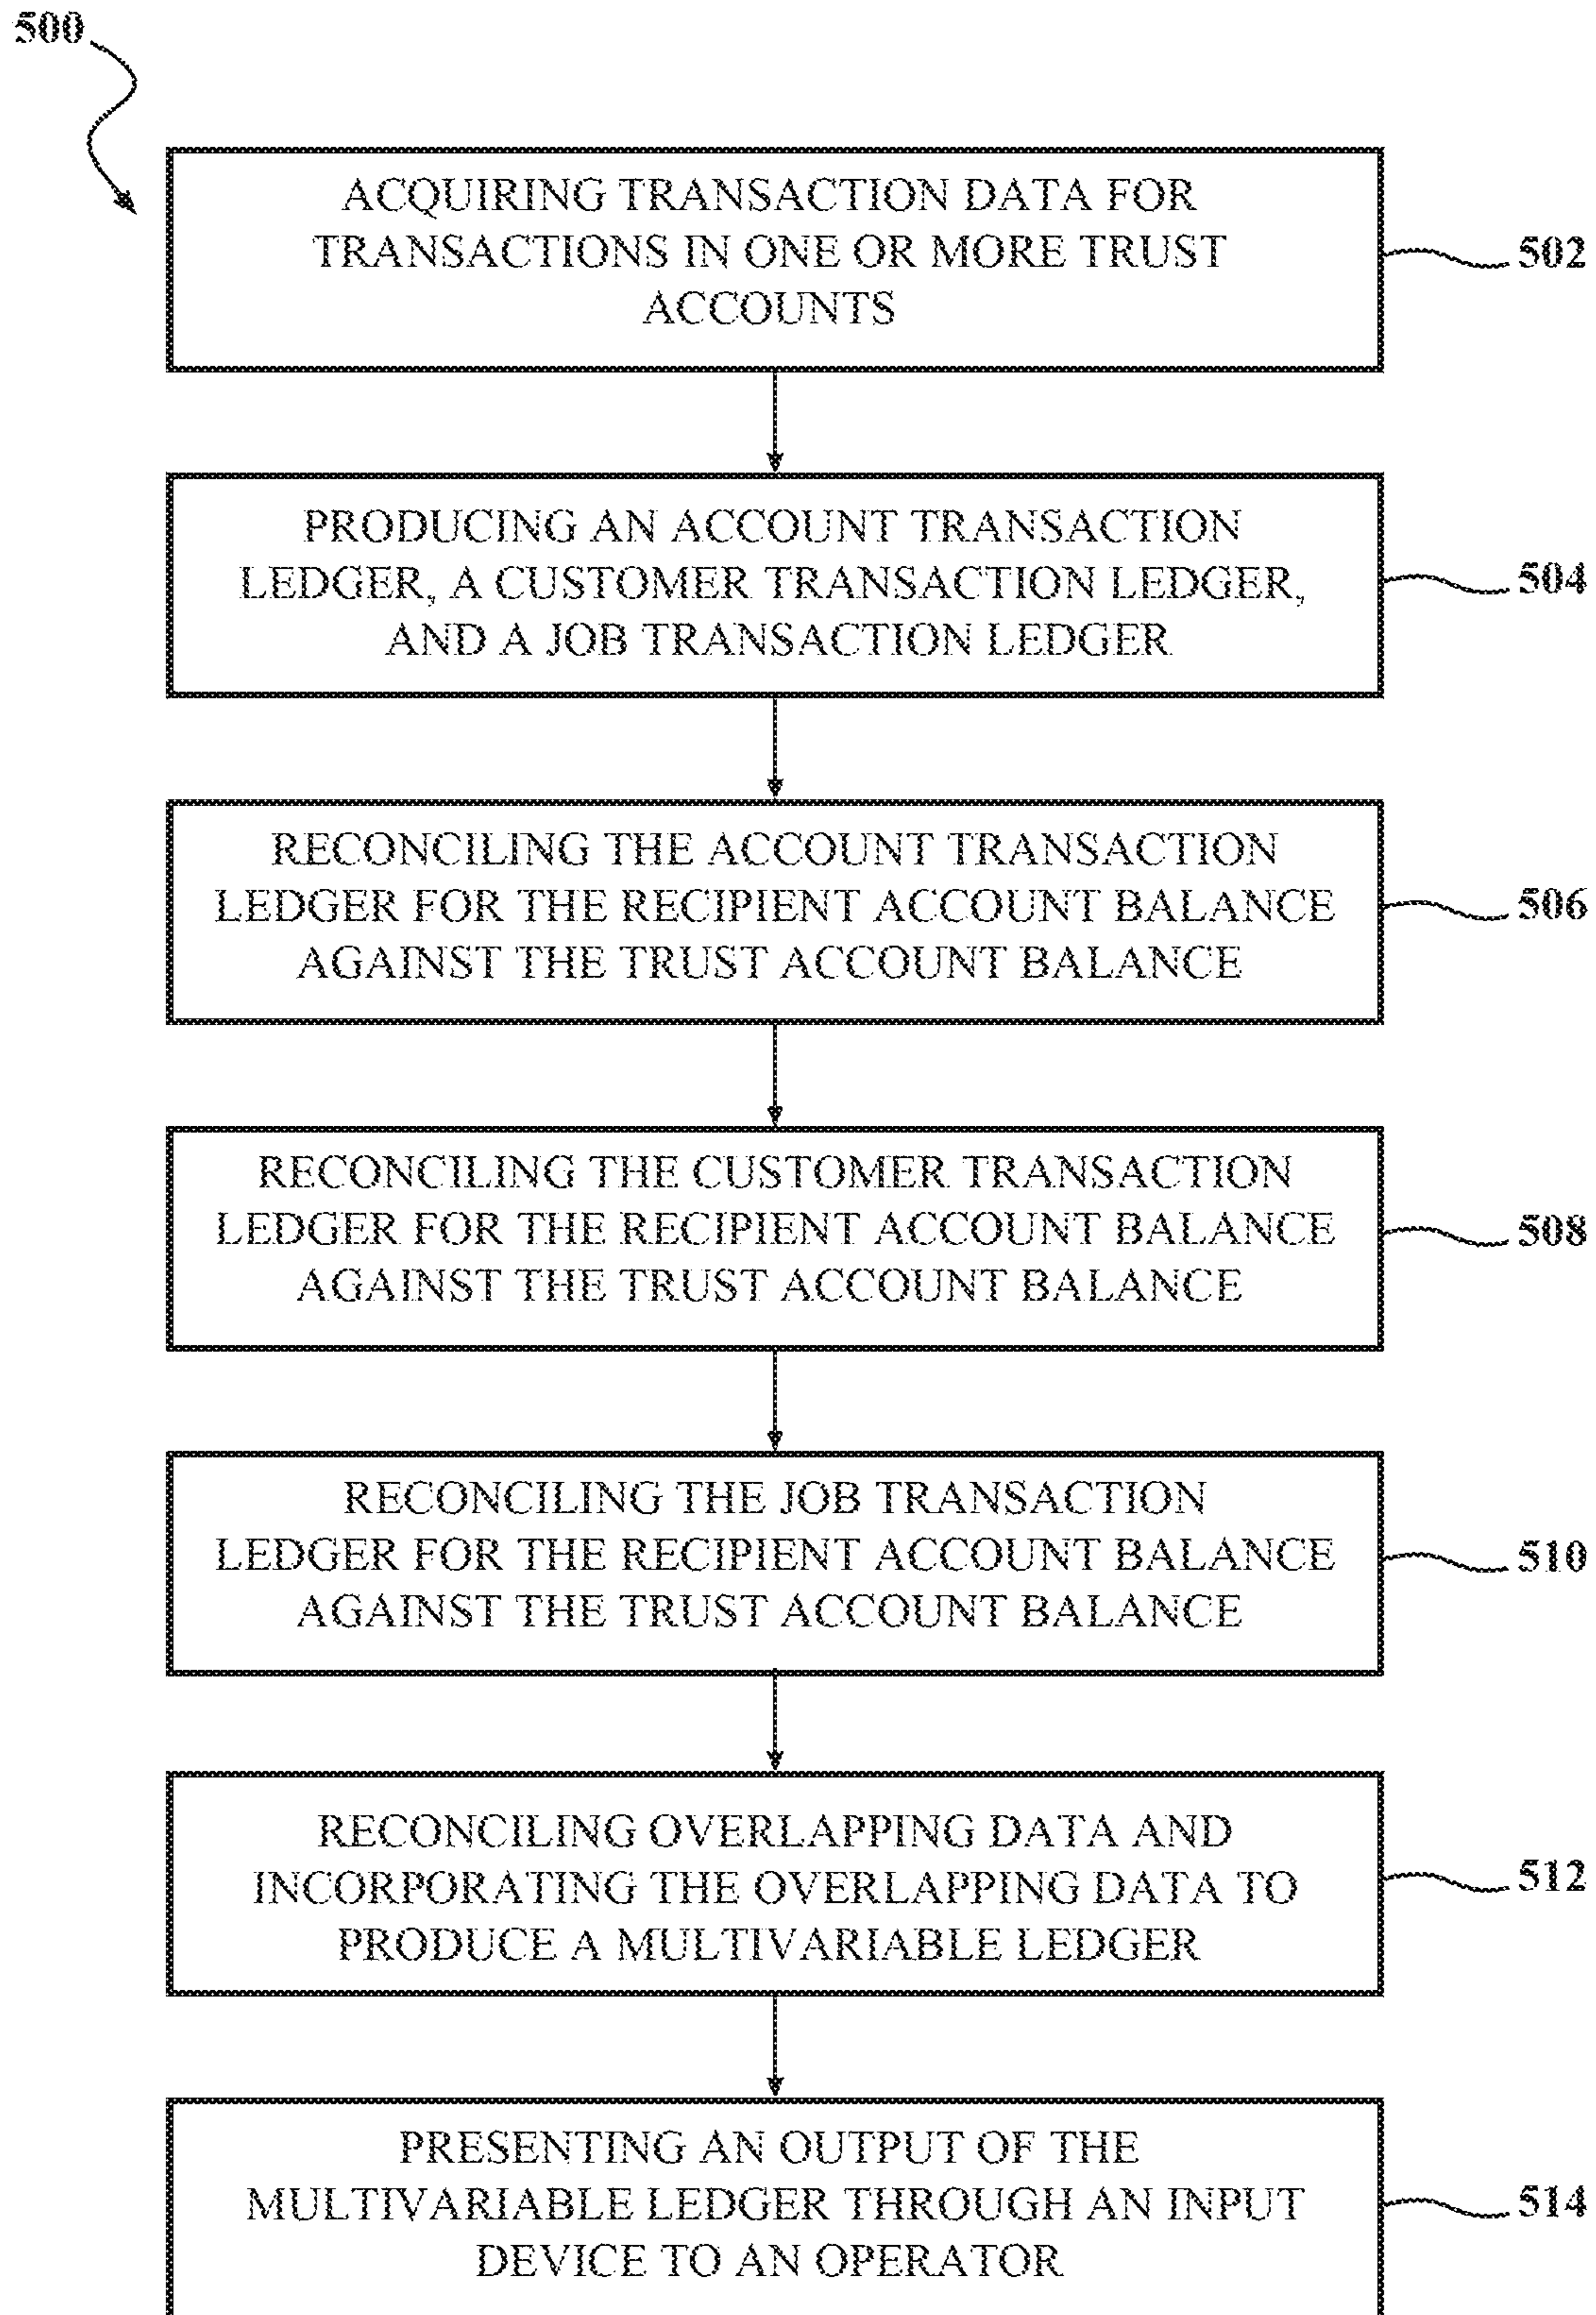 500
ACQUIRING TRANSACTION DATA FOR
TRANSACTIONS IN ONE OR MORE TRUST
ACCOUNTS
502
PRODUCING AN ACCOUNT TRANSACTION
LEDGER, A CUSTOMER TRANSACTION LEDGER,
AND A JOB TRANSACTION LEDGER
504
RECONCILING THE ACCOUNT TRANSACTION
LEDGER FOR THE RECIPIENT ACCOUNT BALANCE
AGAINST THE TRUST ACCOUNT BALANCE
506
RECONCILING THE CUSTOMER TRANSACTION
LEDGER FOR THE RECIPIENT ACCOUNT BALANCE
AGAINST THE TRUST ACCOUNT BALANCE
508
RECONCILING THE JOB TRANSACTION
LEDGER FOR THE RECIPIENT ACCOUNT BALANCE
AGAINST THE TRUST ACCOUNT BALANCE
510
RECONCILING OVERLAPPING DATA AND
INCORPORATING THE OVERLAPPING DATA TO
PRODUCE A MULTIVARIABLE LEDGER
512
PRESENTING AN OUTPUT OF THE
MULTIVARIABLE LEDGER THROUGH AN INPUT
DEVICE TO AN OPERATOR
514